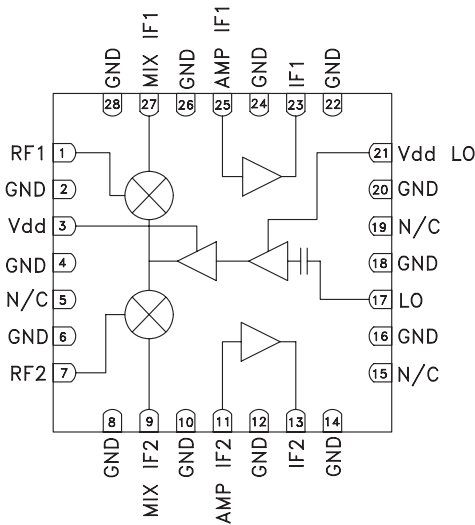 GND
MIX IF1
GND
AMP IF1
GND
IF1
GND
28
27
26
25
24
23
22
RF1 1
GND 2
Vdd 3
GND 4
N/C 5
GND 6
RF2 7
21 Vdd LO
20 GND
19 N/C
18 GND
17 LO
16 GND
15 N/C
8
9
10
11
12
13
14
GND
MIX IF2
GND
AMP IF2
GND
IF2
GND